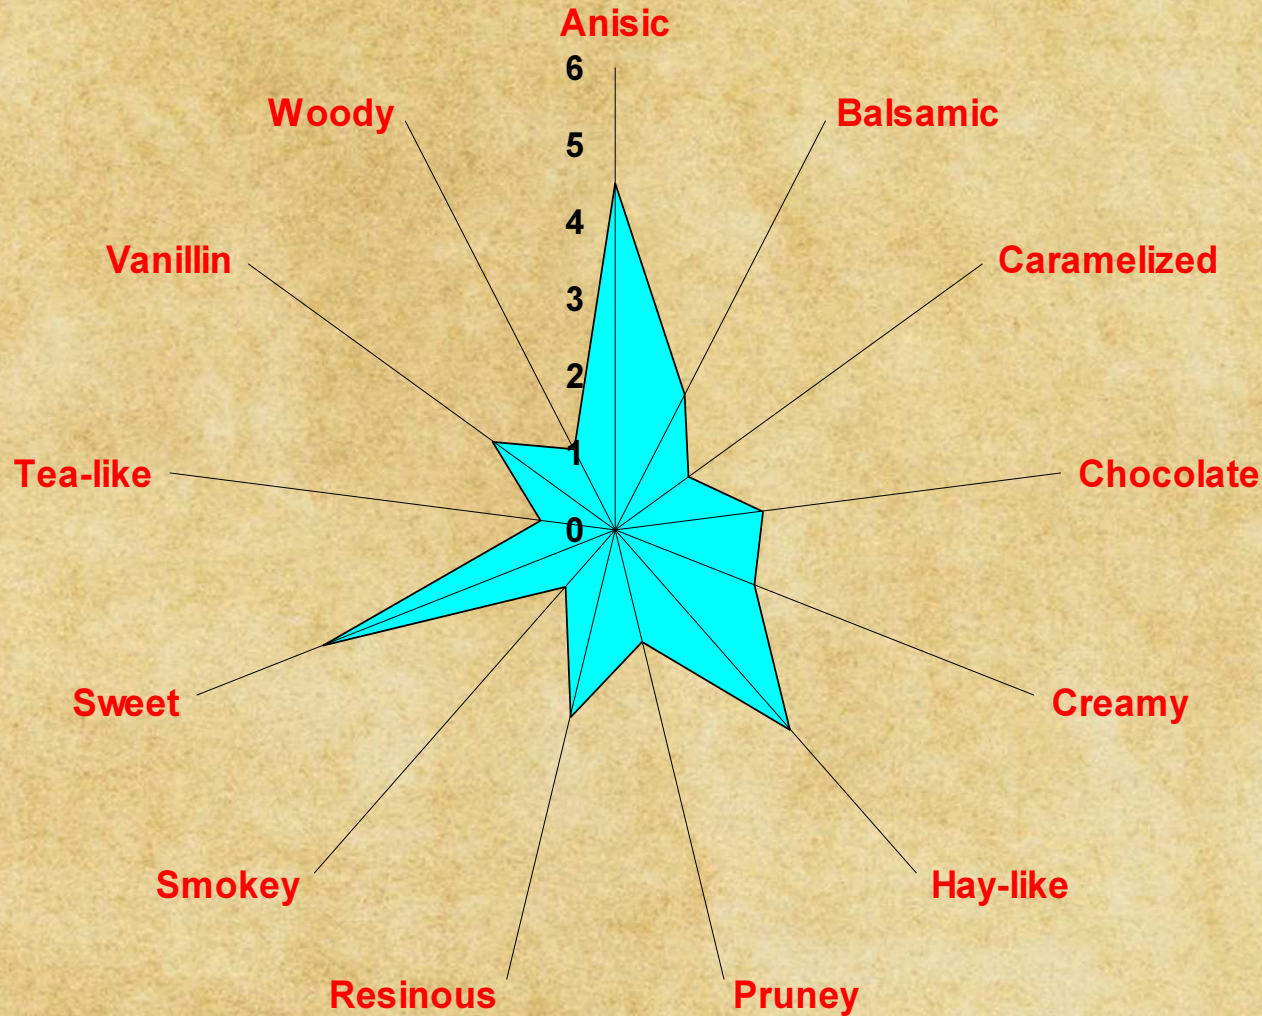 Anisic
6
Woody
Balsamic
5
4
Vanillin
Caramelized
3
2
1
Tea-like
Chocolate
0
Sweet
Creamy
Smokey
Hay-like
Resinous
Pruney